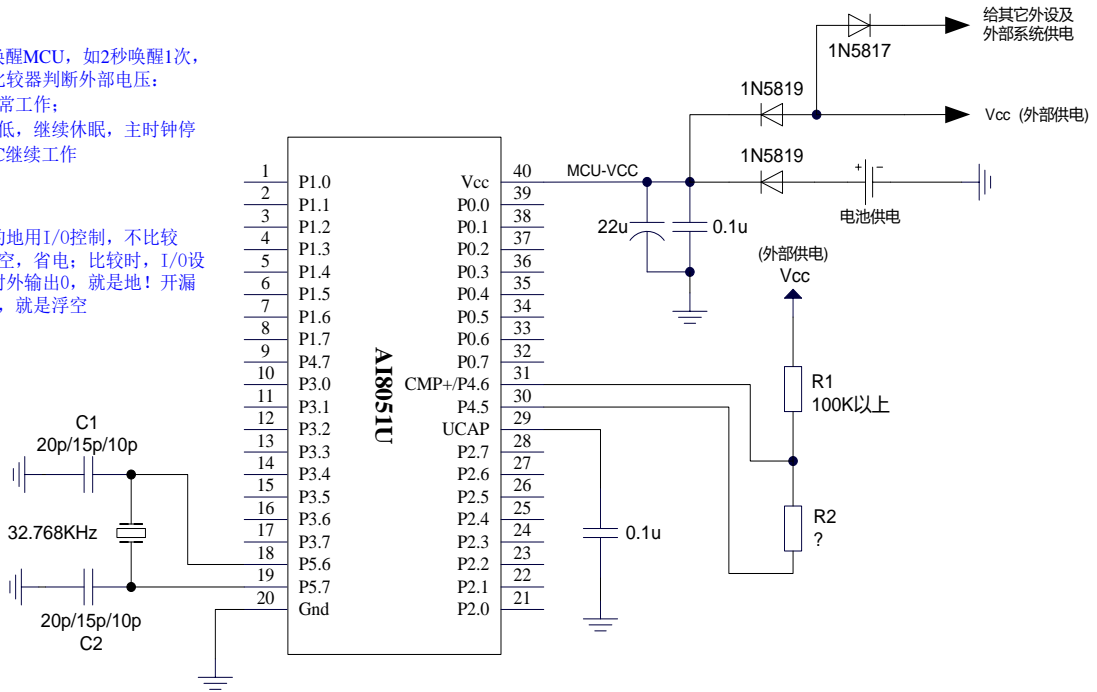 唤醒MCU，如2秒唤醒1次，
比较器判断外部电压：
常工作；
低，继续休眠，主时钟停
C继续工作
的地用I/O控制，不比较
空，省电；比较时，I/O设
对外输出0，就是地！开漏
，就是浮空
给其它外设及
外部系统供电
1N5817
1N5819
Vcc (外部供电)
1N5819
+ -
电池供电
MCU-VCC
22u
0.1u
(外部供电)
Vcc
R1
100K以上
R2
?
0.1u
AI8051U
1 P1.0
2 P1.1
3 P1.2
4 P1.3
5 P1.4
6 P1.5
7 P1.6
8 P1.7
9 P4.7
10 P3.0
11 P3.1
12 P3.2
13 P3.3
14 P3.4
15 P3.5
16 P3.6
17 P3.7
18 P5.6
19 P5.7
20 Gnd
Vcc 40
P0.0 39
P0.1 38
P0.2 37
P0.3 36
P0.4 35
P0.5 34
P0.6 33
P0.7 32
CMP+/P4.6 31
P4.5 30
UCAP 29
P2.7 28
P2.6 27
P2.5 26
P2.4 25
P2.3 24
P2.2 23
P2.1 22
P2.0 21
C1
20p/15p/10p
32.768KHz
20p/15p/10p
C2